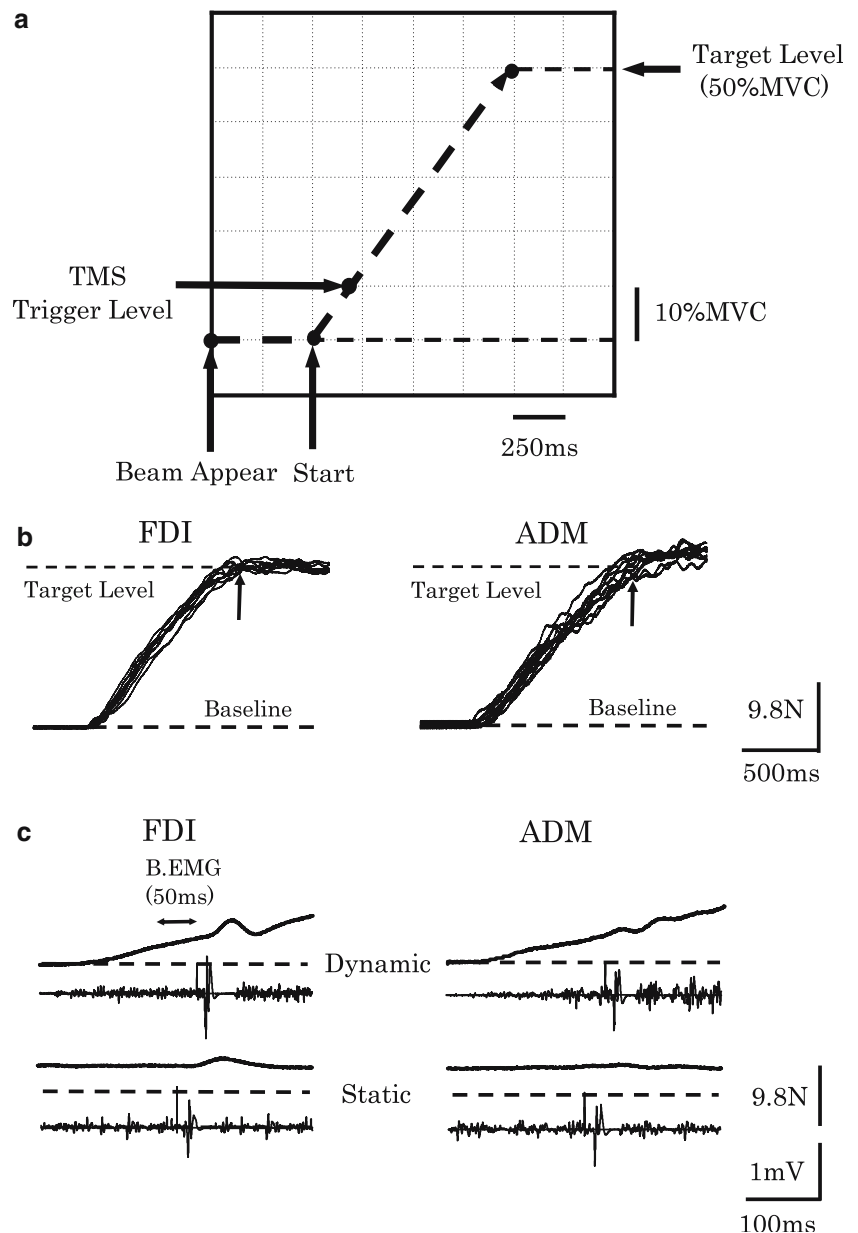 a
Target Level
(50%MVC)
TMS
Trigger Level
10%MVC
250ms
Beam Appear Start
b
FDI
ADM
Target Level
Target Level
Baseline
Baseline
9.8N
500ms
c
FDI
ADM
B.EMG
(50ms)
Dynamic
Static
9.8N
1mV
100ms